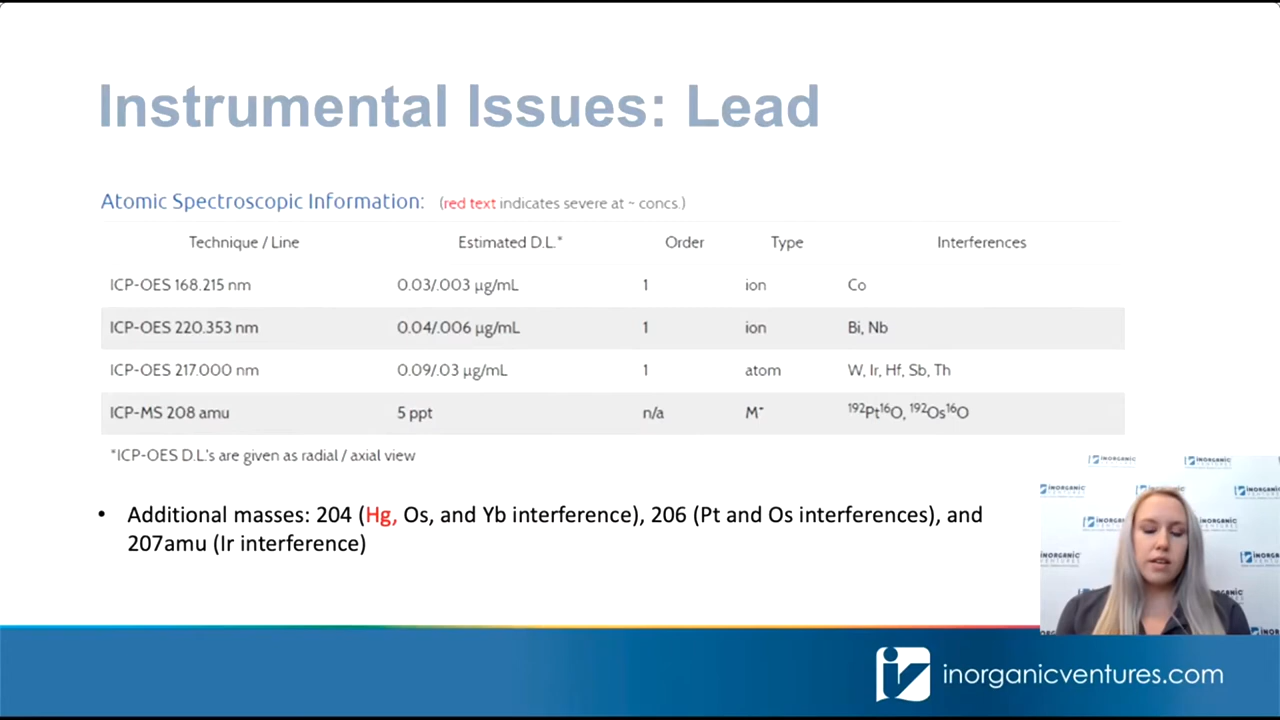 Instrumental Issues: Lead
Atomic Spectroscopic Information: (red text indicates severe at ~ concs.)
Technique / Line Estimated D.L.* Order Type Interferences
ICP-OES 168.215 nm 0.03/.003 µg/mL 1 ion Co
ICP-OES 220.353 nm 0.04/.006 µg/mL 1 ion Bi, Nb
ICP-OES 217.000 nm 0.09/.03 µg/mL 1 atom W, Ir, Hf, Sb, Th
ICP-MS 208 amu 5 ppt n/a M⁺ ¹⁹²Pt¹⁶O, ¹⁹²Os¹⁶O
*ICP-OES D.L.'s are given as radial / axial view
• Additional masses: 204 (Hg, Os, and Yb interference), 206 (Pt and Os interferences), and
207amu (Ir interference)
INORGANIC
VENTURES
INORGANIC
VENTURES
inorganicventures.com